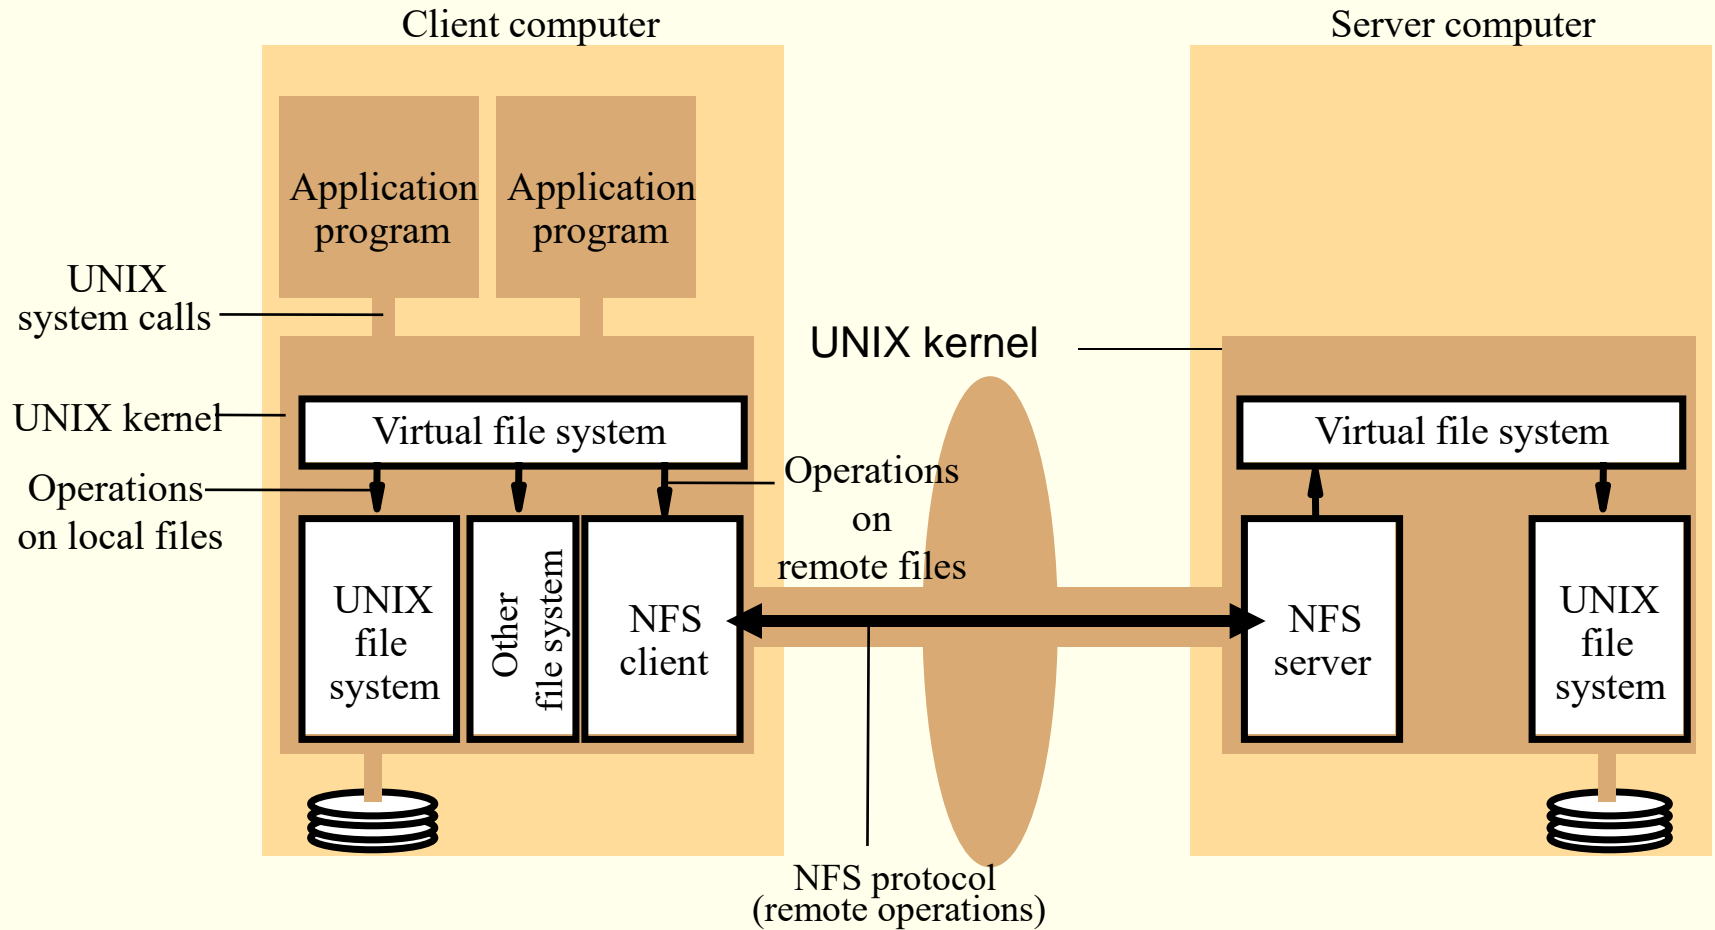 Client computer
Server computer
Application
program
Application
program
UNIX
system calls
UNIX kernel
UNIX kernel
Virtual file system
Virtual file system
Operations
on local files
Operations
on
remote files
UNIX
file
system
Other
file system
NFS
client
NFS
server
UNIX
file
system
NFS protocol
(remote operations)